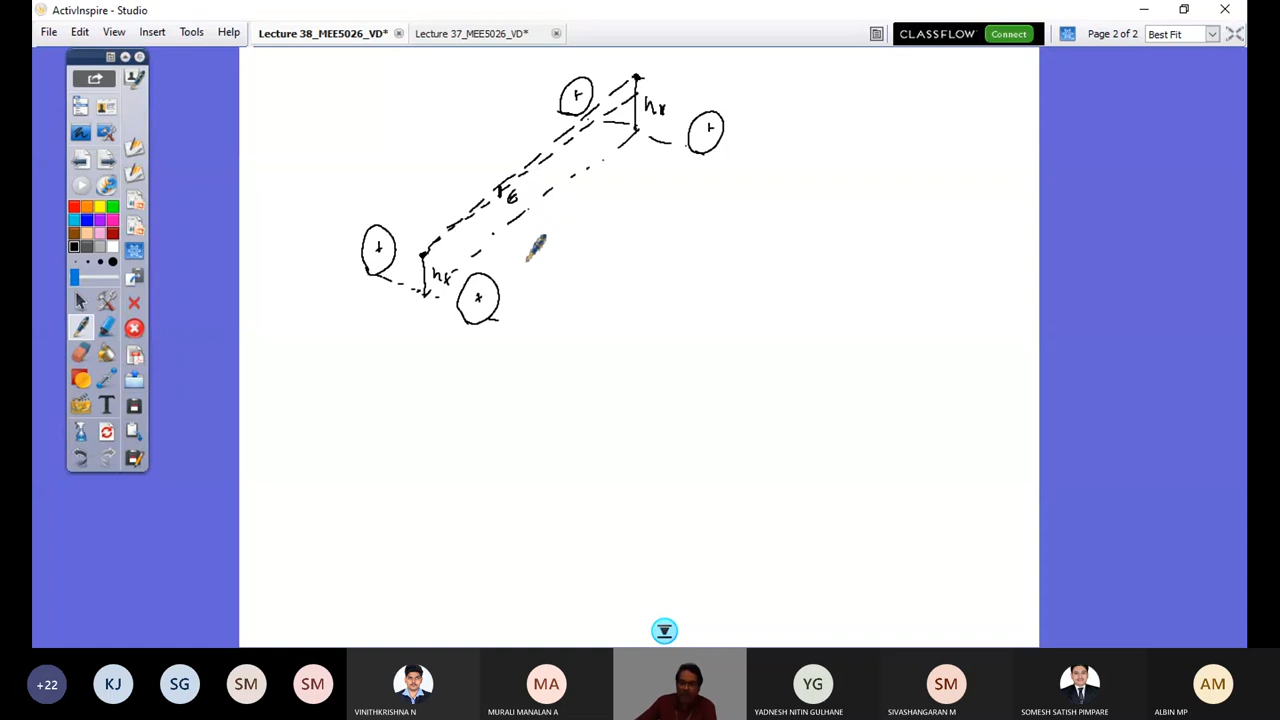 ActivInspire - Studio
File Edit View Insert Tools Help
Lecture 38_MEE5026_VD*
Lecture 37_MEE5026_VD*
CLASSFLOW Connect
Page 2 of 2
Best Fit
T
+22
KJ
SG
SM
SM
VINITHKRISHNA N
MA
MURALI MANALAN A
YG
YADNESH NITIN GULHANE
SM
SIVASHANGARAN M
SOMESH SATISH PIMPARE
AM
ALBIN MP